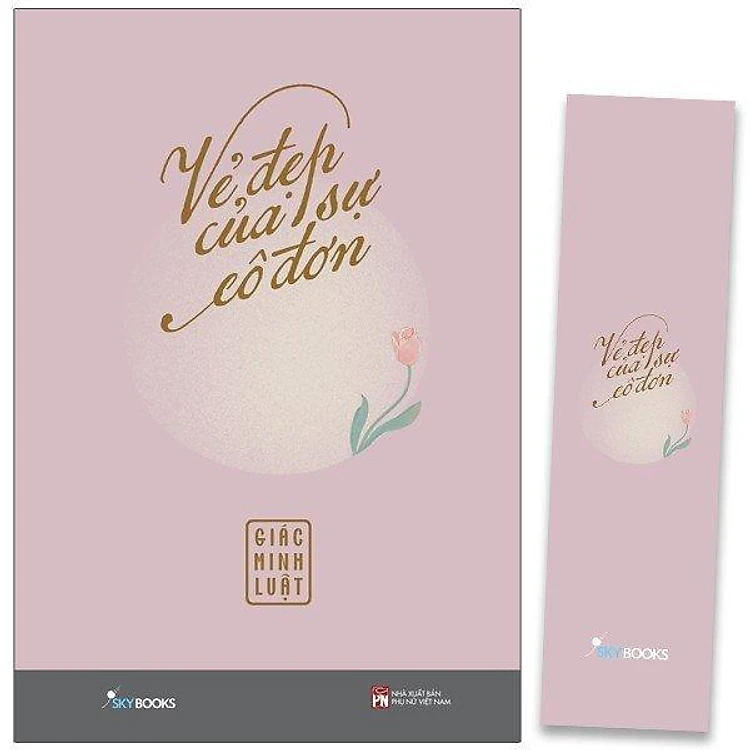 Vẻ đẹp
của sự
cô đơn
GIÁC
MINH
LUẬT
SKYBOOKS
PN
NHÀ XUẤT BẢN
PHỤ NỮ VIỆT NAM
Vẻ đẹp
của sự
cô đơn
SKYBOOKS